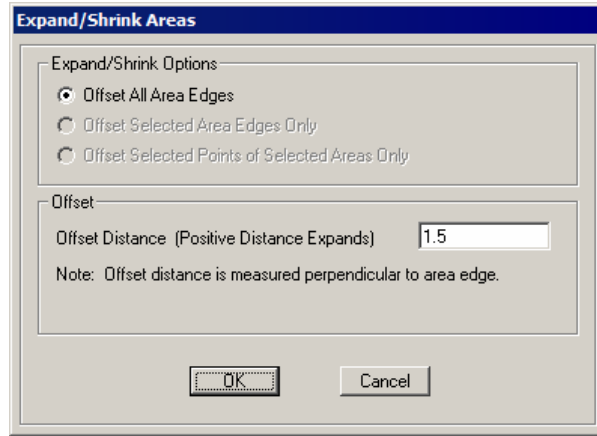 Expand/Shrink Areas
Expand/Shrink Options
Offset All Area Edges
Offset Selected Area Edges Only
Offset Selected Points of Selected Areas Only
Offset
Offset Distance (Positive Distance Expands) 1.5
Note: Offset distance is measured perpendicular to area edge.
OK Cancel